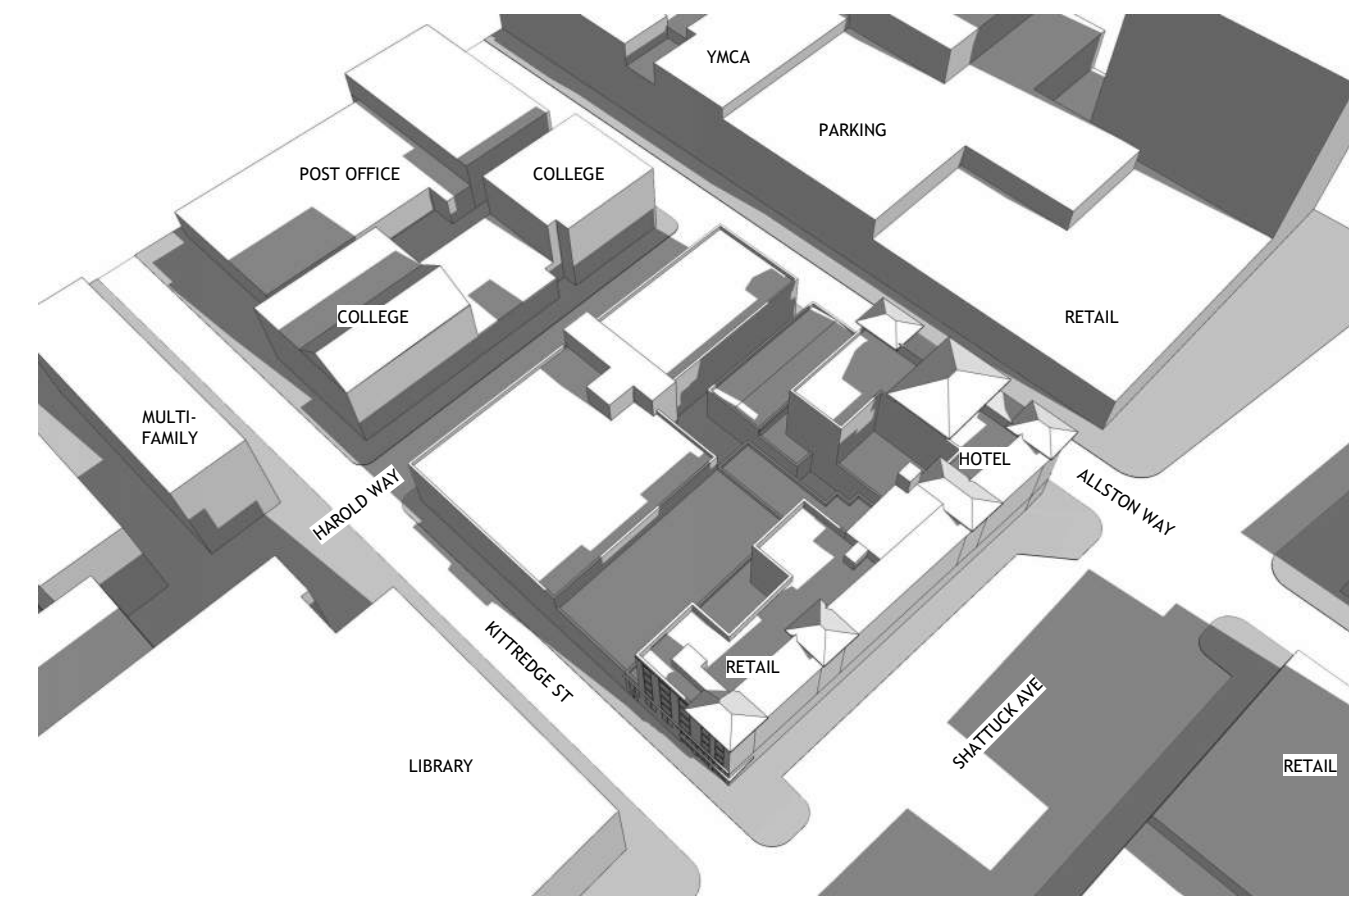 YMCA
PARKING
POST OFFICE
COLLEGE
COLLEGE
RETAIL
MULTI-
FAMILY
HOTEL
HAROLD WAY
ALLSTON WAY
KITTREDGE ST
RETAIL
SHATTUCK AVE
LIBRARY
RETAIL